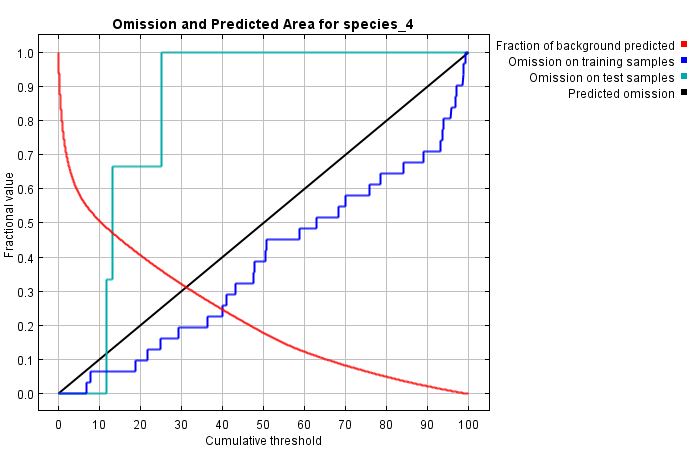 Omission and Predicted Area for species_4
Fraction of background predicted
Omission on training samples
Omission on test samples
Predicted omission
Fractional value
1.0
0.9
0.8
0.7
0.6
0.5
0.4
0.3
0.2
0.1
0.0
0 10 20 30 40 50 60 70 80 90 100
Cumulative threshold